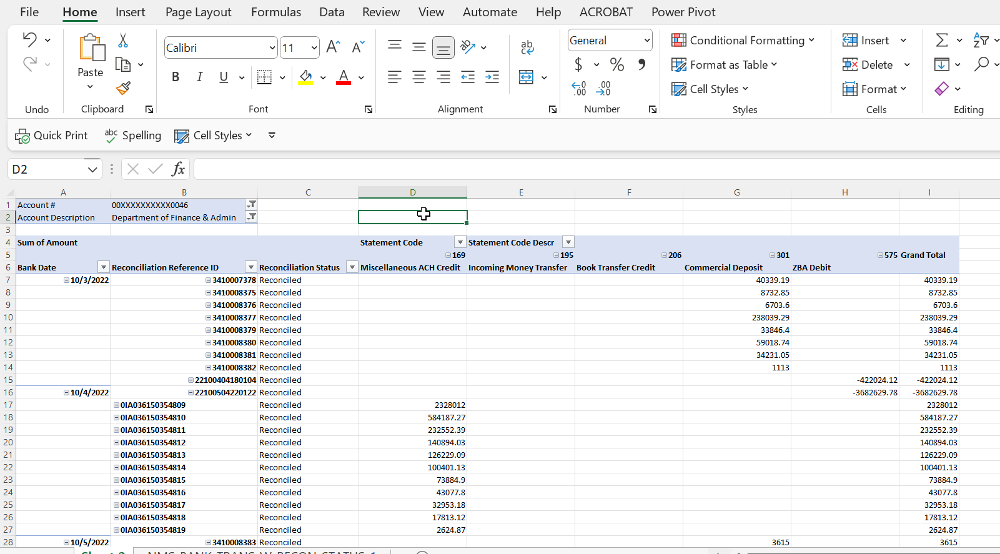 File Home Insert Page Layout Formulas Data Review View Automate Help ACROBAT Power Pivot
Calibri 11 General Conditional Formatting Insert
Paste $ % Format as Table Delete
B I U A Cell Styles Format
Undo Clipboard Font Alignment Number Styles Cells Editing
Quick Print Spelling Cell Styles
D2 fx
A B C D E F G H I
1 Account # 00XXXXXXXXXX0046
2 Account Description Department of Finance & Admin
3
4 Sum of Amount Statement Code Statement Code Descr
5 169 195 206 301 575 Grand Total
6 Bank Date Reconciliation Reference ID Reconciliation Status Miscellaneous ACH Credit Incoming Money Transfer Book Transfer Credit Commercial Deposit ZBA Debit
7 10/3/2022 3410007378 Reconciled 40339.19 40339.19
8 3410008375 Reconciled 8732.85 8732.85
9 3410008376 Reconciled 6703.6 6703.6
10 3410008377 Reconciled 238039.29 238039.29
11 3410008379 Reconciled 33846.4 33846.4
12 3410008380 Reconciled 59018.74 59018.74
13 3410008381 Reconciled 34231.05 34231.05
14 3410008382 Reconciled 1113 1113
15 22100404180104 Reconciled -422024.12 -422024.12
16 10/4/2022 22100504220122 Reconciled -3682629.78 -3682629.78
17 0IA036150354809 Reconciled 2328012 2328012
18 0IA036150354810 Reconciled 584187.27 584187.27
19 0IA036150354811 Reconciled 232552.39 232552.39
20 0IA036150354812 Reconciled 140894.03 140894.03
21 0IA036150354813 Reconciled 126229.09 126229.09
22 0IA036150354814 Reconciled 100401.13 100401.13
23 0IA036150354815 Reconciled 73884.9 73884.9
24 0IA036150354816 Reconciled 43077.8 43077.8
25 0IA036150354817 Reconciled 32953.18 32953.18
26 0IA036150354818 Reconciled 17813.12 17813.12
27 0IA036150354819 Reconciled 2624.87 2624.87
28 10/5/2022 3410008383 Reconciled 3615 3615